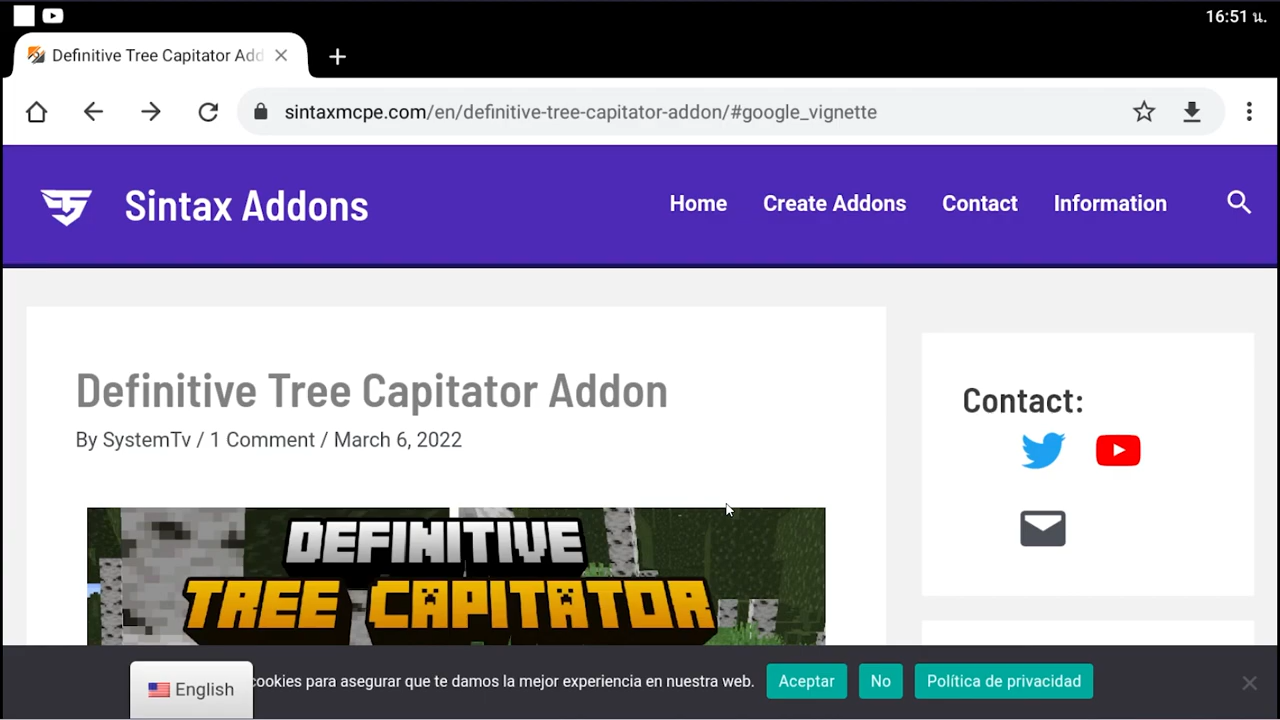 16:51 น.
Definitive Tree Capitator Add
sintaxmcpe.com/en/definitive-tree-capitator-addon/#google_vignette
Sintax Addons
Home Create Addons Contact Information
Definitive Tree Capitator Addon
By SystemTv / 1 Comment / March 6, 2022
Contact:
DEFINITIVE
TREE CAPITATOR
English
cookies para asegurar que te damos la mejor experiencia en nuestra web. Aceptar No Política de privacidad